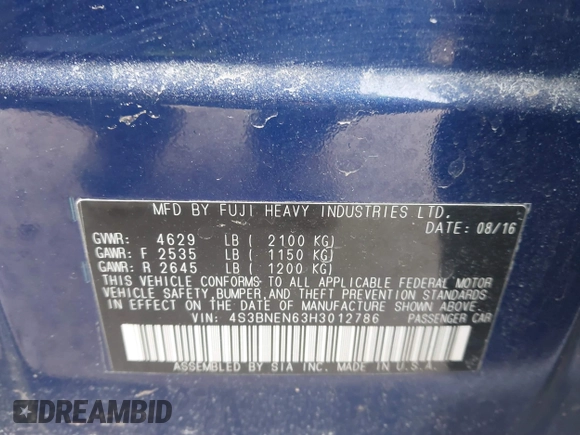 MFD BY FUJI HEAVY INDUSTRIES LTD.
DATE: 08/16
GVWR: 4629 LB ( 2100 KG)
GAWR: F 2535 LB ( 1150 KG)
GAWR: R 2645 LB ( 1200 KG)
THIS VEHICLE CONFORMS TO ALL APPLICABLE FEDERAL MOTOR
VEHICLE SAFETY, BUMPER, AND THEFT PREVENTION STANDARDS
IN EFFECT ON THE DATE OF MANUFACTURE SHOWN ABOVE.
VIN: 4S3BNEN63H3012786 PASSENGER CAR
ASSEMBLED BY SIA INC. MADE IN U.S.A.
DREAMBID